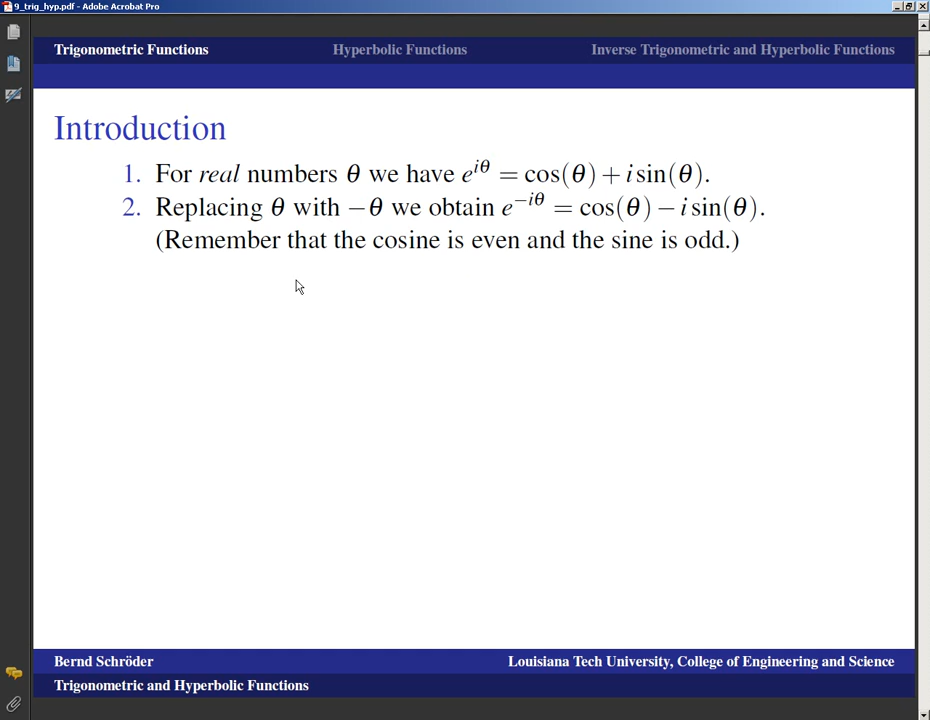 9_trig_hyp.pdf - Adobe Acrobat Pro
Trigonometric Functions Hyperbolic Functions Inverse Trigonometric and Hyperbolic Functions
Introduction
1. For real numbers θ we have e^{iθ} = cos(θ) + i sin(θ).
2. Replacing θ with −θ we obtain e^{−iθ} = cos(θ) − i sin(θ).
(Remember that the cosine is even and the sine is odd.)
Bernd Schröder Louisiana Tech University, College of Engineering and Science
Trigonometric and Hyperbolic Functions